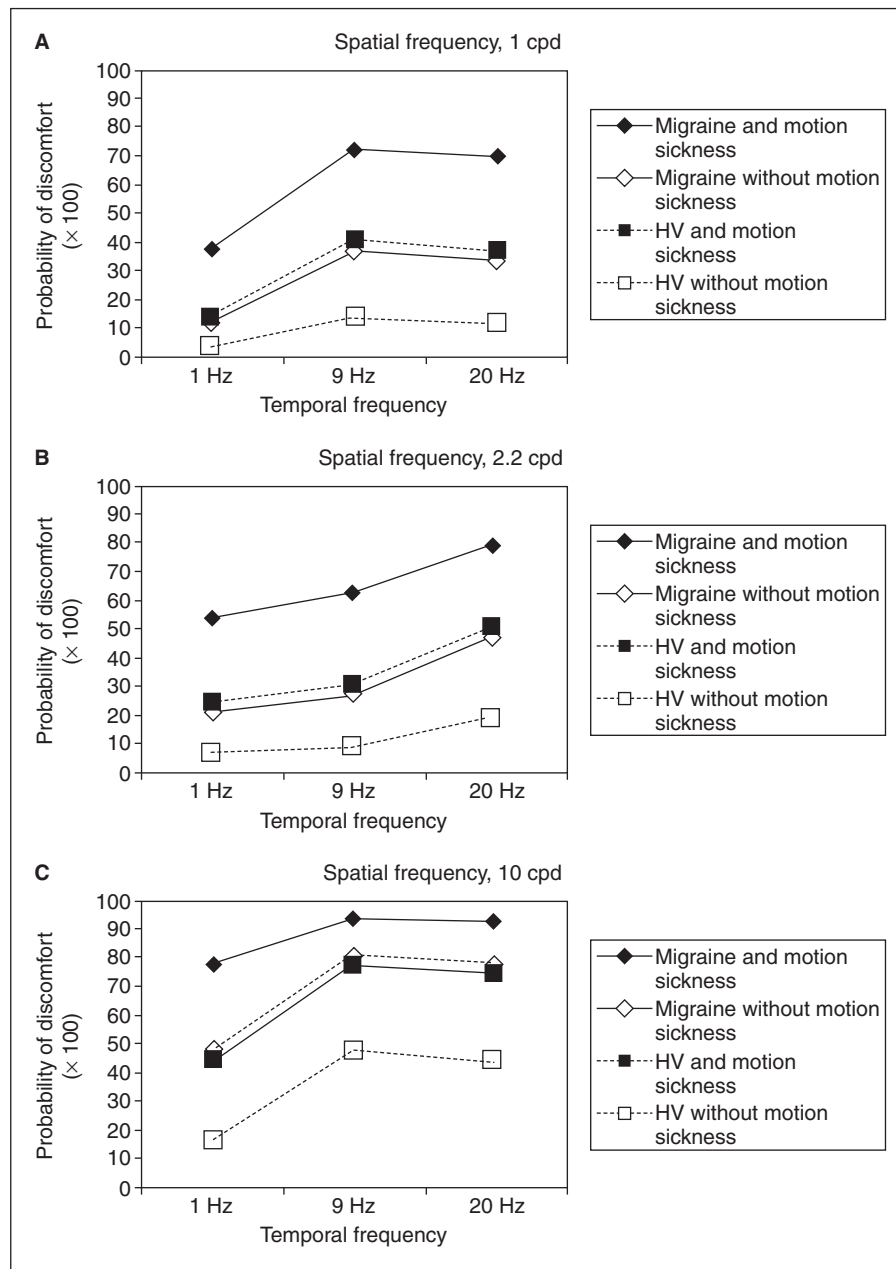 A
Spatial frequency, 1 cpd
Probability of discomfort
(× 100)
100
90
80
70
60
50
40
30
20
10
0
1 Hz
9 Hz
20 Hz
Temporal frequency
Migraine and motion
sickness
Migraine without motion
sickness
HV and motion
sickness
HV without motion
sickness
B
Spatial frequency, 2.2 cpd
Probability of discomfort
(× 100)
100
90
80
70
60
50
40
30
20
10
0
1 Hz
9 Hz
20 Hz
Temporal frequency
Migraine and motion
sickness
Migraine without motion
sickness
HV and motion
sickness
HV without motion
sickness
C
Spatial frequency, 10 cpd
Probability of discomfort
(× 100)
100
90
80
70
60
50
40
30
20
10
0
1 Hz
9 Hz
20 Hz
Temporal frequency
Migraine and motion
sickness
Migraine without motion
sickness
HV and motion
sickness
HV without motion
sickness